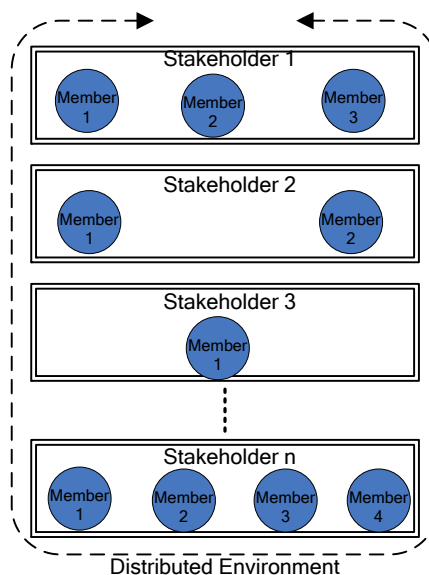 Stakeholder 1
Member
1
Member
2
Member
3
Stakeholder 2
Member
1
Member
2
Stakeholder 3
Member
1
Stakeholder n
Member
1
Member
2
Member
3
Member
4
Distributed Environment